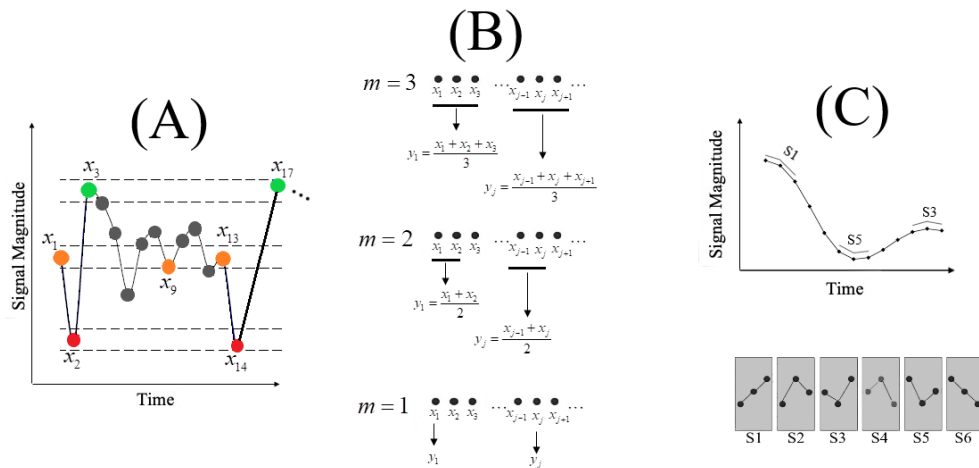 (A)
Signal Magnitude
x₁
x₂
x₃
x₉
x₁₃
x₁₄
x₁₇
...
Time
(B)
m = 3
x₁ x₂ x₃ ... xⱼ₋₁ xⱼ xⱼ₊₁ ...
y₁ = (x₁ + x₂ + x₃)/3
yⱼ = (xⱼ₋₁ + xⱼ + xⱼ₊₁)/3
m = 2
x₁ x₂ x₃ ... xⱼ₋₁ xⱼ xⱼ₊₁ ...
y₁ = (x₁ + x₂)/2
yⱼ = (xⱼ₋₁ + xⱼ)/2
m = 1
x₁ x₂ x₃ ... xⱼ₋₁ xⱼ xⱼ₊₁ ...
y₁ yⱼ
(C)
Signal Magnitude
S1
S5
S3
Time
S1 S2 S3 S4 S5 S6